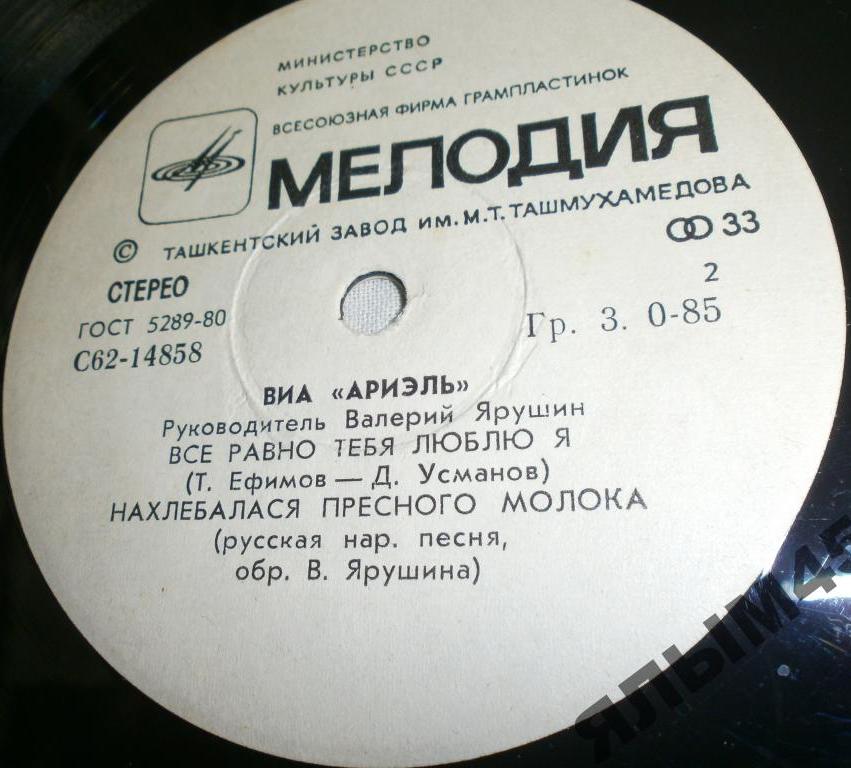 МИНИСТЕРСТВО
КУЛЬТУРЫ СССР
ВСЕСОЮЗНАЯ ФИРМА ГРАМПЛАСТИНОК
МЕЛОДИЯ
© ТАШКЕНТСКИЙ ЗАВОД ИМ. М.Т. ТАШМУХАМЕДОВА
СТЕРЕО
33
ГОСТ 5289-80
2
С62-14858
Гр. 3. 0-85
ВИА «АРИЭЛЬ»
Руководитель Валерий Ярушин
ВСЕ РАВНО ТЕБЯ ЛЮБЛЮ Я
(Т. Ефимов — Д. Усманов)
НАХЛЕБАЛАСЯ ПРЕСНОГО МОЛОКА
(русская нар. песня,
обр. В. Ярушина)
ЯЛЫМ45